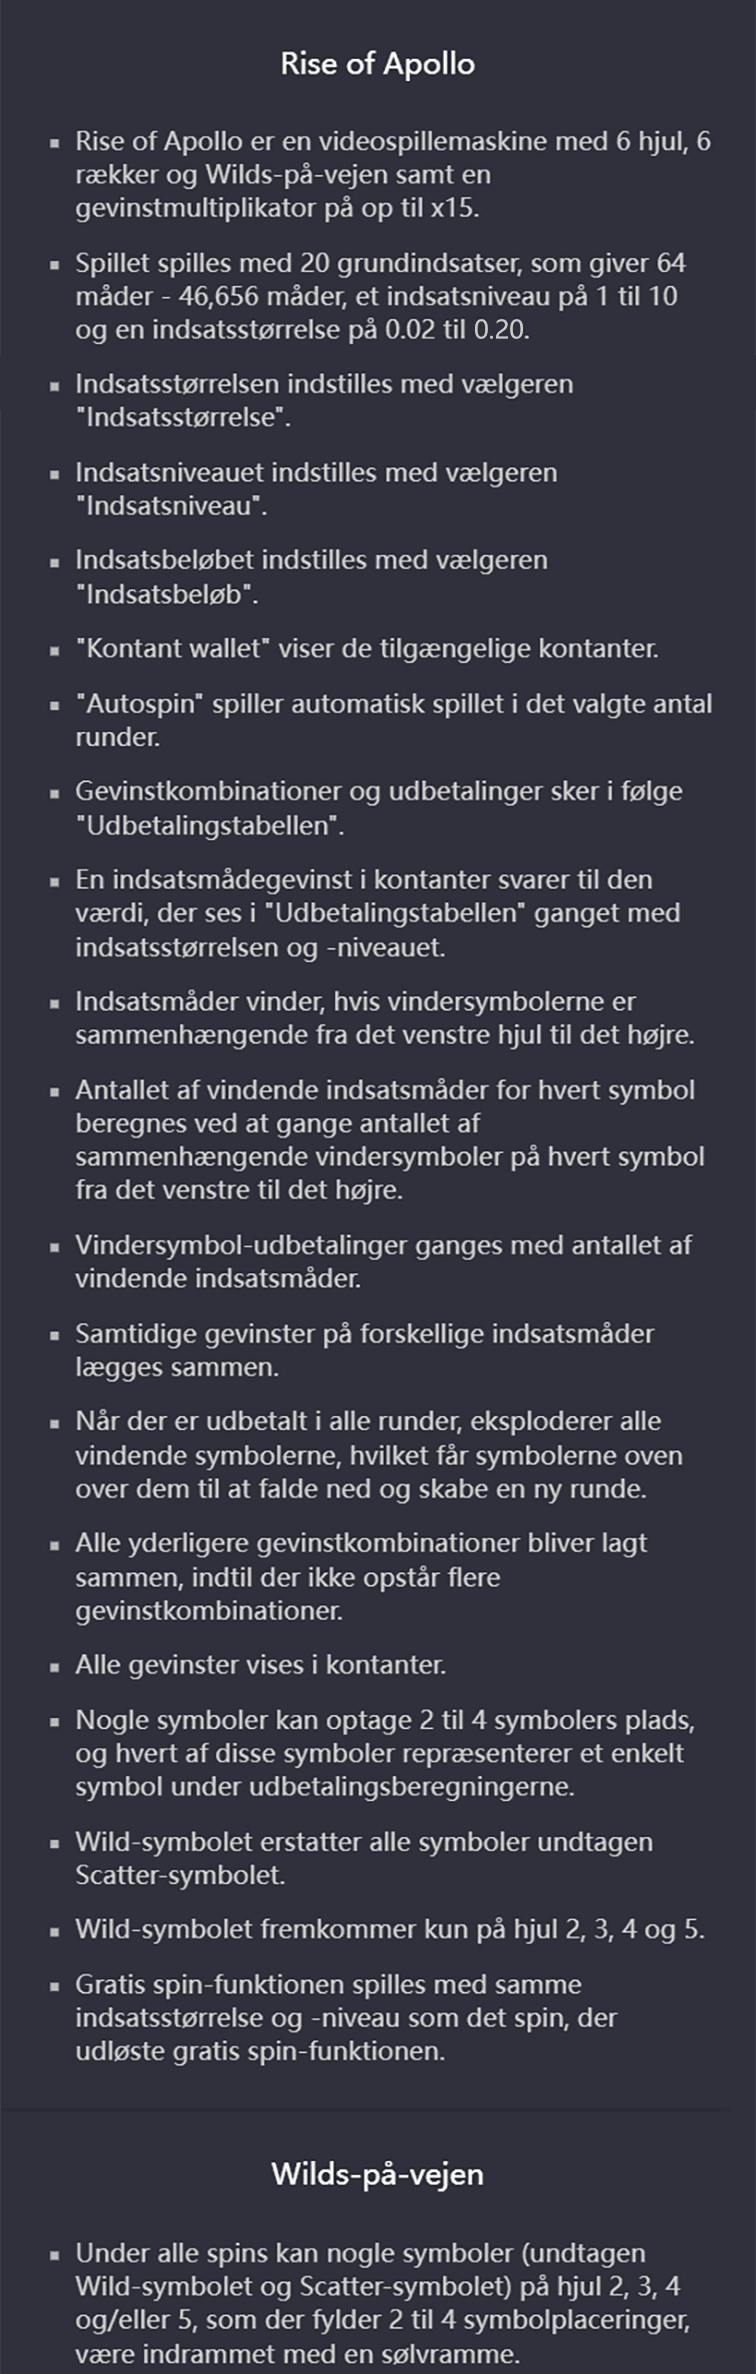 Rise of Apollo
▪ Rise of Apollo er en videospillemaskine med 6 hjul, 6
rækker og Wilds-på-vejen samt en
gevinstmultiplikator på op til x15.
▪ Spillet spilles med 20 grundindsatser, som giver 64
måder - 46,656 måder, et indsatsniveau på 1 til 10
og en indsatsstørrelse på 0.02 til 0.20.
▪ Indsatsstørrelsen indstilles med vælgeren
"Indsatsstørrelse".
▪ Indsatsniveauet indstilles med vælgeren
"Indsatsniveau".
▪ Indsatsbeløbet indstilles med vælgeren
"Indsatsbeløb".
▪ "Kontant wallet" viser de tilgængelige kontanter.
▪ "Autospin" spiller automatisk spillet i det valgte antal
runder.
▪ Gevinstkombinationer og udbetalinger sker i følge
"Udbetalingstabellen".
▪ En indsatsmådegevinst i kontanter svarer til den
værdi, der ses i "Udbetalingstabellen" ganget med
indsatsstørrelsen og -niveauet.
▪ Indsatsmåder vinder, hvis vindersymbolerne er
sammenhængende fra det venstre hjul til det højre.
▪ Antallet af vindende indsatsmåder for hvert symbol
beregnes ved at gange antallet af
sammenhængende vindersymboler på hvert symbol
fra det venstre til det højre.
▪ Vindersymbol-udbetalinger ganges med antallet af
vindende indsatsmåder.
▪ Samtidige gevinster på forskellige indsatsmåder
lægges sammen.
▪ Når der er udbetalt i alle runder, eksploderer alle
vindende symbolerne, hvilket får symbolerne oven
over dem til at falde ned og skabe en ny runde.
▪ Alle yderligere gevinstkombinationer bliver lagt
sammen, indtil der ikke opstår flere
gevinstkombinationer.
▪ Alle gevinster vises i kontanter.
▪ Nogle symboler kan optage 2 til 4 symbolers plads,
og hvert af disse symboler repræsenterer et enkelt
symbol under udbetalingsberegningerne.
▪ Wild-symbolet erstatter alle symboler undtagen
Scatter-symbolet.
▪ Wild-symbolet fremkommer kun på hjul 2, 3, 4 og 5.
▪ Gratis spin-funktionen spilles med samme
indsatsstørrelse og -niveau som det spin, der
udløste gratis spin-funktionen.
Wilds-på-vejen
▪ Under alle spins kan nogle symboler (undtagen
Wild-symbolet og Scatter-symbolet) på hjul 2, 3, 4
og/eller 5, som der fylder 2 til 4 symbolplaceringer,
være indrammet med en sølvramme.